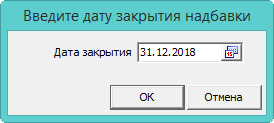 Введите дату закрытия надбавки
Дата закрытия 31.12.2018
OK Отмена